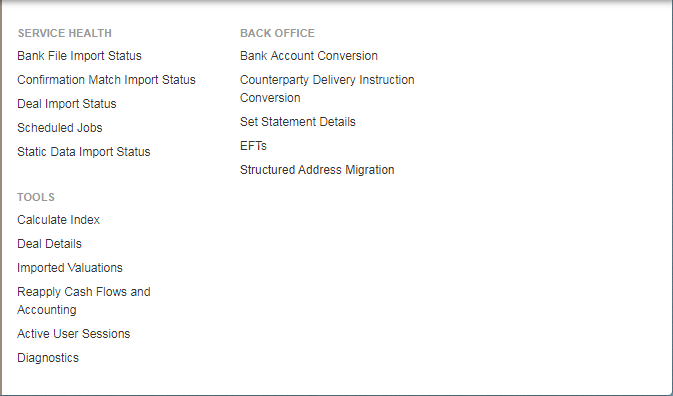 SERVICE HEALTH
Bank File Import Status
Confirmation Match Import Status
Deal Import Status
Scheduled Jobs
Static Data Import Status
TOOLS
Calculate Index
Deal Details
Imported Valuations
Reapply Cash Flows and
Accounting
Active User Sessions
Diagnostics
BACK OFFICE
Bank Account Conversion
Counterparty Delivery Instruction
Conversion
Set Statement Details
EFTs
Structured Address Migration